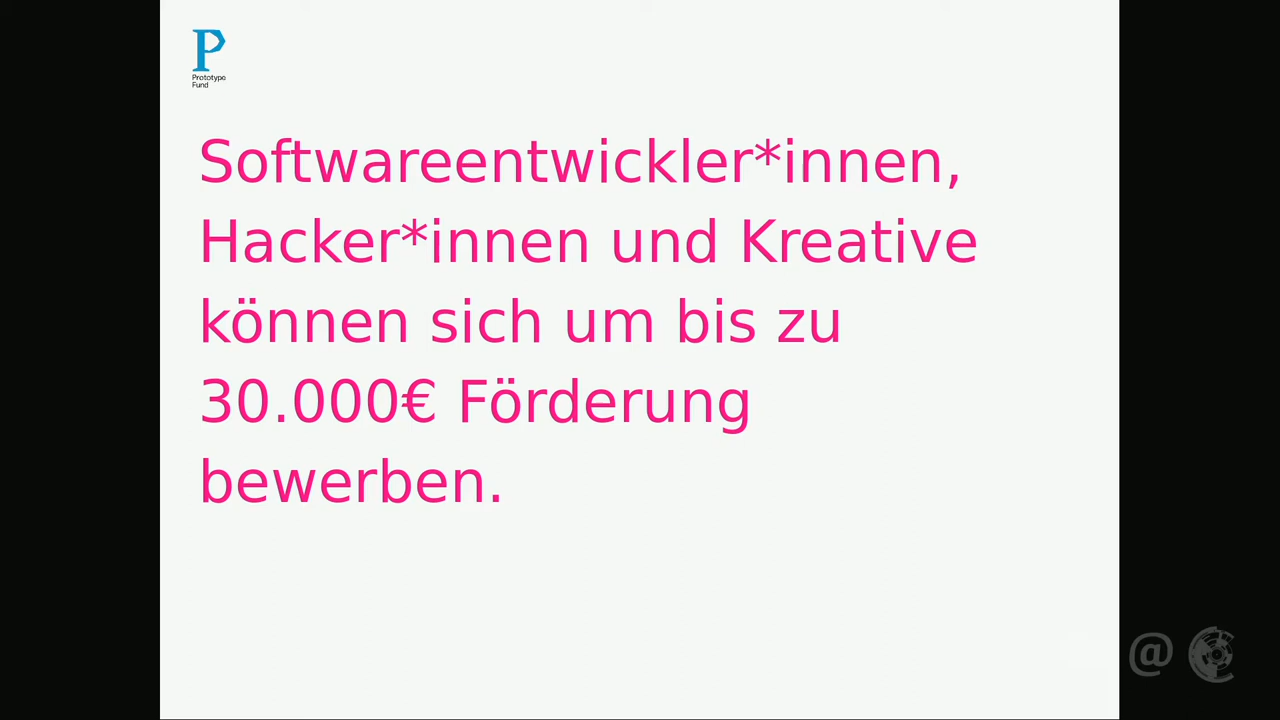 Prototype
Fund
Softwareentwickler*innen,
Hacker*innen und Kreative
können sich um bis zu
30.000€ Förderung
bewerben.
@